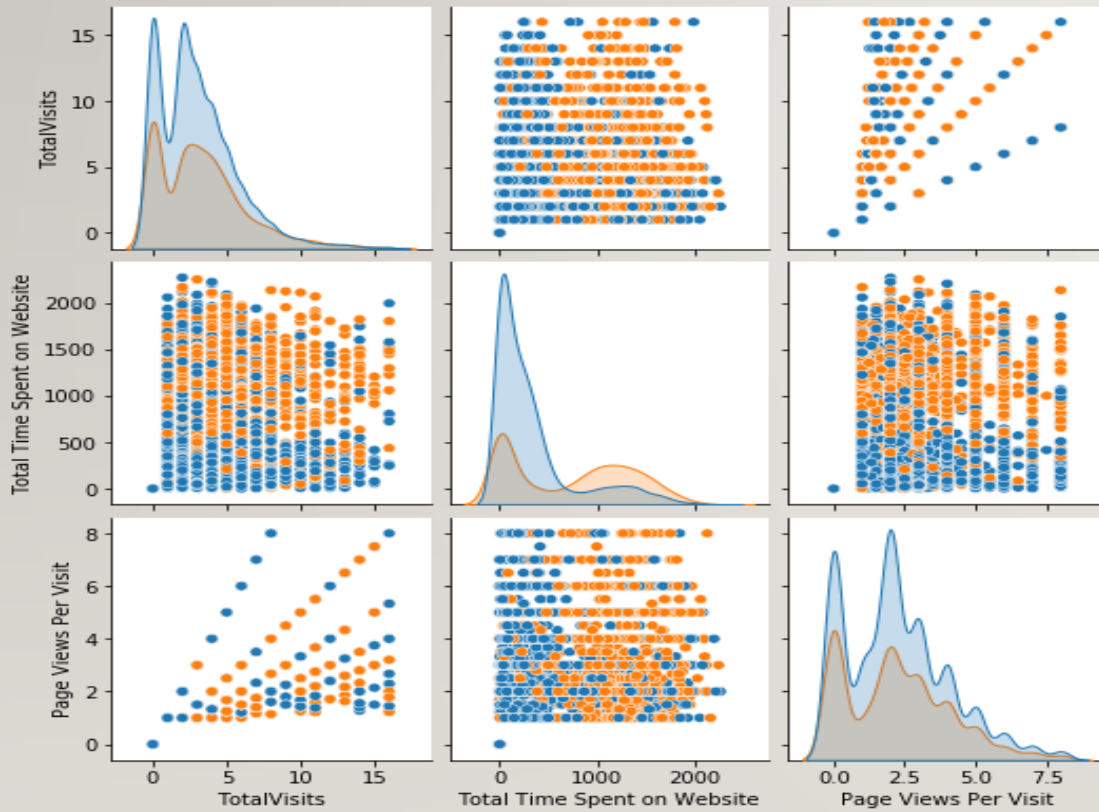 TotalVisits
15
10
5
0
Total Time Spent on Website
2000
1500
1000
500
0
Page Views Per Visit
8
6
4
2
0
0 5 10 15
TotalVisits
0 1000 2000
Total Time Spent on Website
0.0 2.5 5.0 7.5
Page Views Per Visit